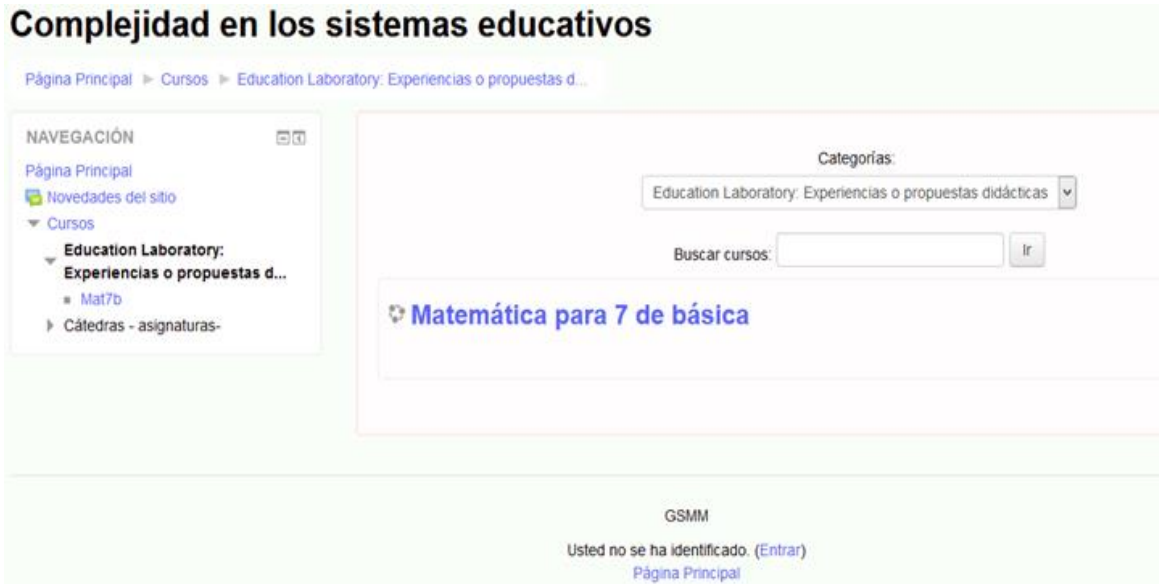 Complejidad en los sistemas educativos
Página Principal Cursos Education Laboratory: Experiencias o propuestas d...
NAVEGACIÓN
Página Principal
Novedades del sitio
Cursos
Education Laboratory:
Experiencias o propuestas d...
Mat7b
Cátedras - asignaturas-
Categorías:
Education Laboratory: Experiencias o propuestas didácticas
Buscar cursos: Ir
Matemática para 7 de básica
GSMM
Usted no se ha identificado. (Entrar)
Página Principal